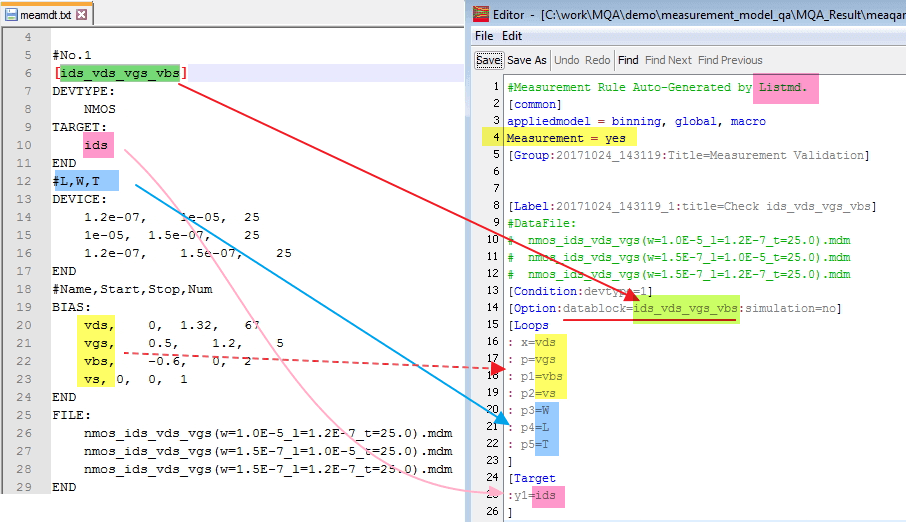 meamdt.txt
4
5 #No.1
6 [ids_vds_vgs_vbs]
7 DEVTYPE:
8 NMOS
9 TARGET:
10 ids
11 END
12 #L,W,T
13 DEVICE:
14 1.2e-07, 1e-05, 25
15 1e-05, 1.5e-07, 25
16 1.2e-07, 1.5e-07, 25
17 END
18 #Name,Start,Stop,Num
19 BIAS:
20 vds, 0, 1.32, 67
21 vgs, 0.5, 1.2, 5
22 vbs, -0.6, 0, 2
23 vs, 0, 0, 1
24 END
25 FILE:
26 nmos_ids_vds_vgs(w=1.0E-5_l=1.2E-7_t=25.0).mdm
27 nmos_ids_vds_vgs(w=1.5E-7_l=1.0E-5_t=25.0).mdm
28 nmos_ids_vds_vgs(w=1.5E-7_l=1.2E-7_t=25.0).mdm
29 END
Editor - [C:\work\MQA\demo\measurement_model_qa\MQA_Result\meaqar
File Edit
Save Save As Undo Redo Find Find Next Find Previous
1 #Measurement Rule Auto-Generated by Listmd.
2 [common]
3 appliedmodel = binning, global, macro
4 Measurement = yes
5 [Group:20171024_143119:Title=Measurement Validation]
6
7
8 [Label:20171024_143119_1:title=Check ids_vds_vgs_vbs]
9 #DataFile:
10 # nmos_ids_vds_vgs(w=1.0E-5_l=1.2E-7_t=25.0).mdm
11 # nmos_ids_vds_vgs(w=1.5E-7_l=1.0E-5_t=25.0).mdm
12 # nmos_ids_vds_vgs(w=1.5E-7_l=1.2E-7_t=25.0).mdm
13 [Condition:devtype=1]
14 [Option:datablock=ids_vds_vgs_vbs:simulation=no]
15 [Loops
16 : x=vds
17 : p=vgs
18 : p1=vbs
19 : p2=vs
20 : p3=W
21 : p4=L
22 : p5=T
23 ]
24 [Target
25 :y1=ids
26 ]